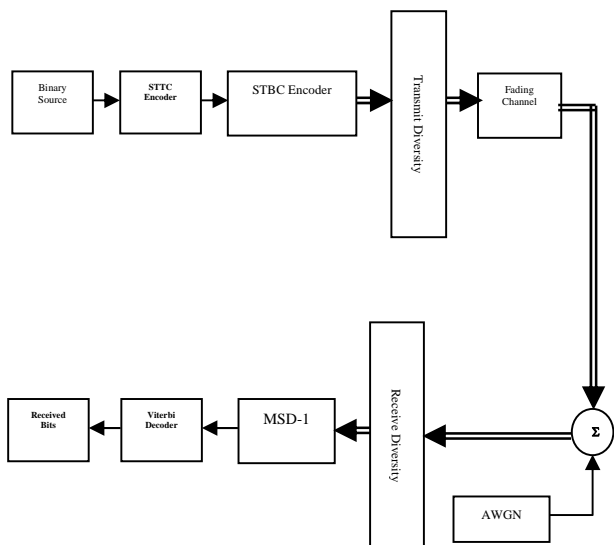 Binary
Source
STTC
Encoder
STBC Encoder
Transmit Diversity
Fading
Channel
Received
Bits
Viterbi
Decoder
MSD-1
Receive Diversity
Σ
AWGN